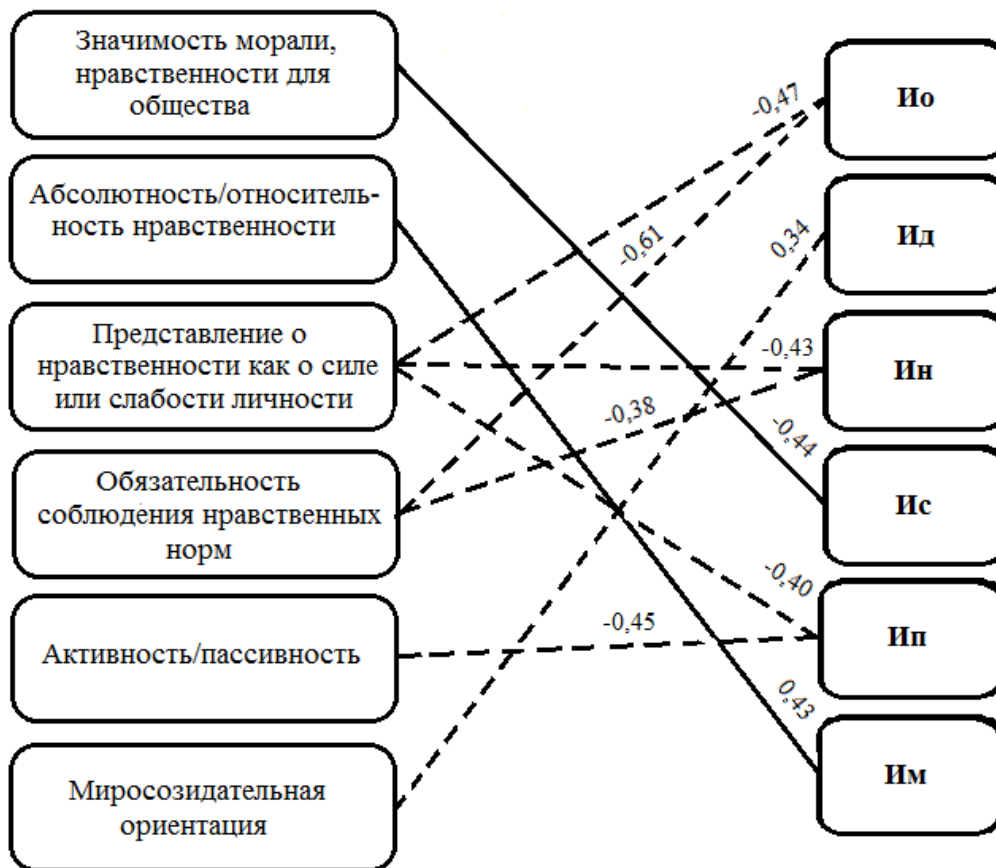 Значимость морали,
нравственности для
общества
Абсолютность/относитель-
ность нравственности
Представление о
нравственности как о силе
или слабости личности
Обязательность
соблюдения нравственных
норм
Активность/пассивность
Миросозидательная
ориентация
-0,47
-0,61
0,34
-0,43
-0,38
-0,44
-0,40
-0,45
0,43
Ио
Ид
Ин
Ис
Ип
Им